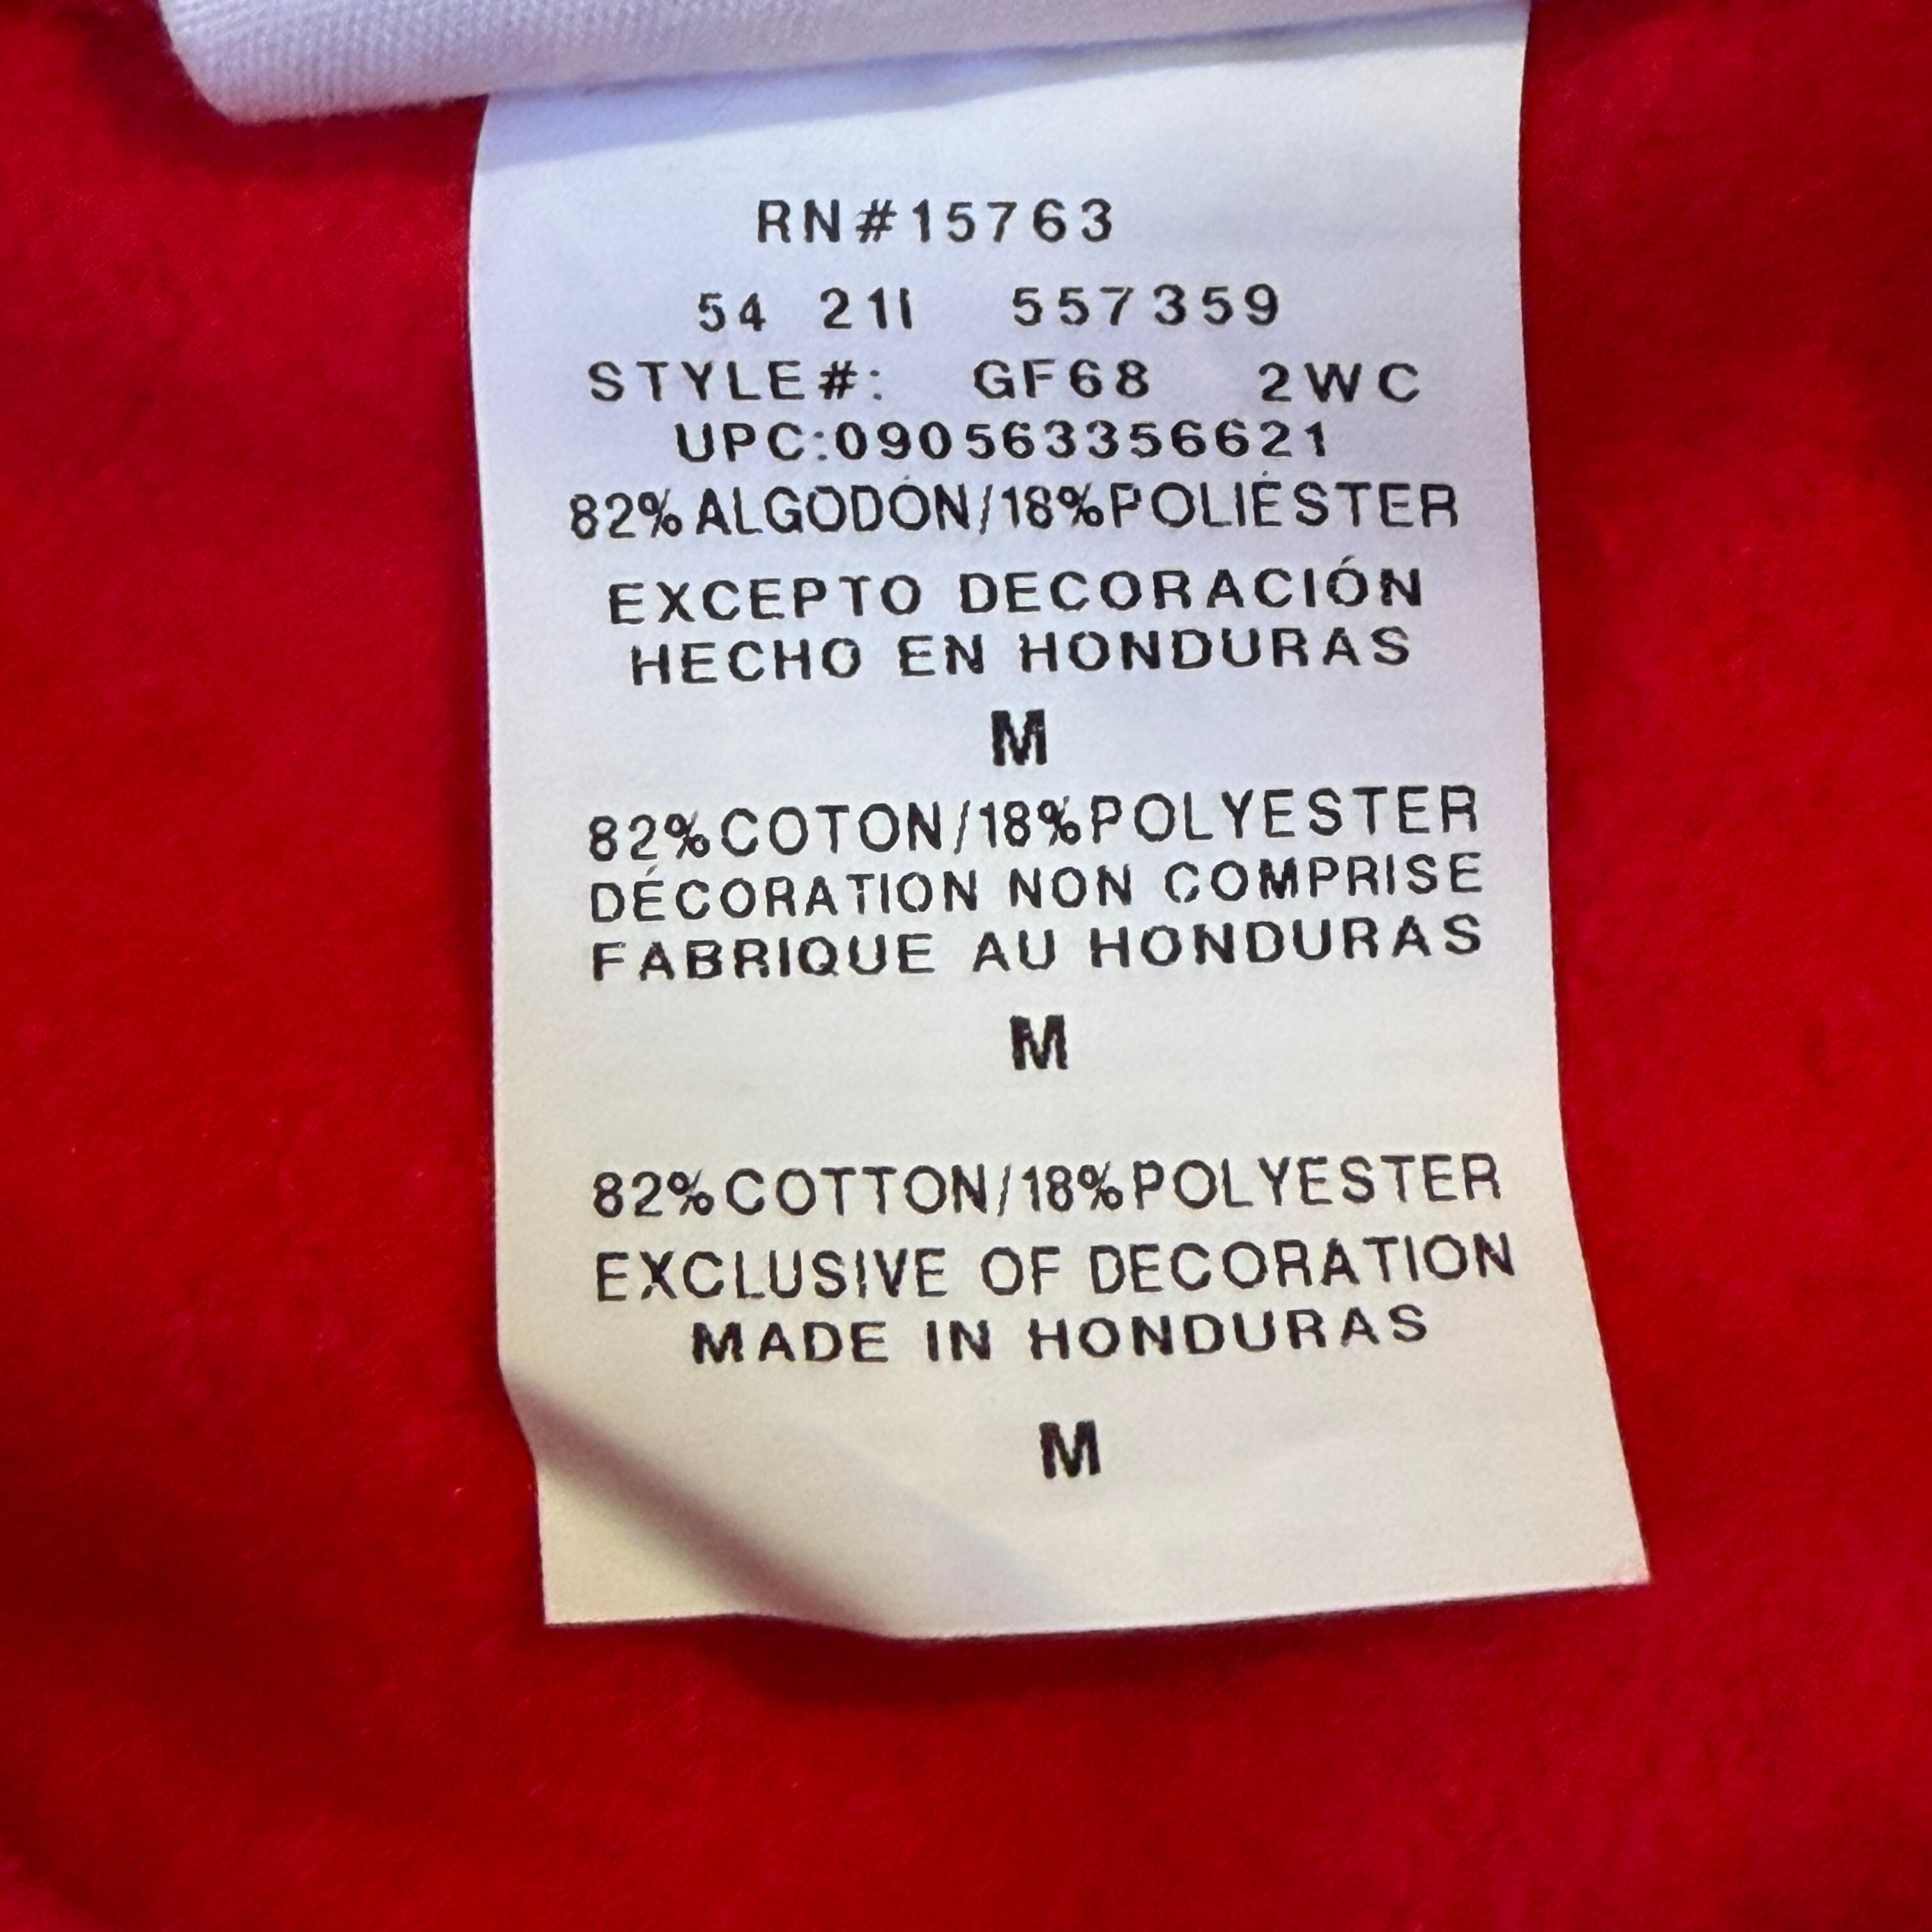 RN#15763
54 21I 557359
STYLE#: GF68 2WC
UPC:090563356621
82%ALGODÓN/18%POLIÉSTER
EXCEPTO DECORACIÓN
HECHO EN HONDURAS
M
82%COTON/18%POLYESTER
DÉCORATION NON COMPRISE
FABRIQUE AU HONDURAS
M
82%COTTON/18%POLYESTER
EXCLUSIVE OF DECORATION
MADE IN HONDURAS
M